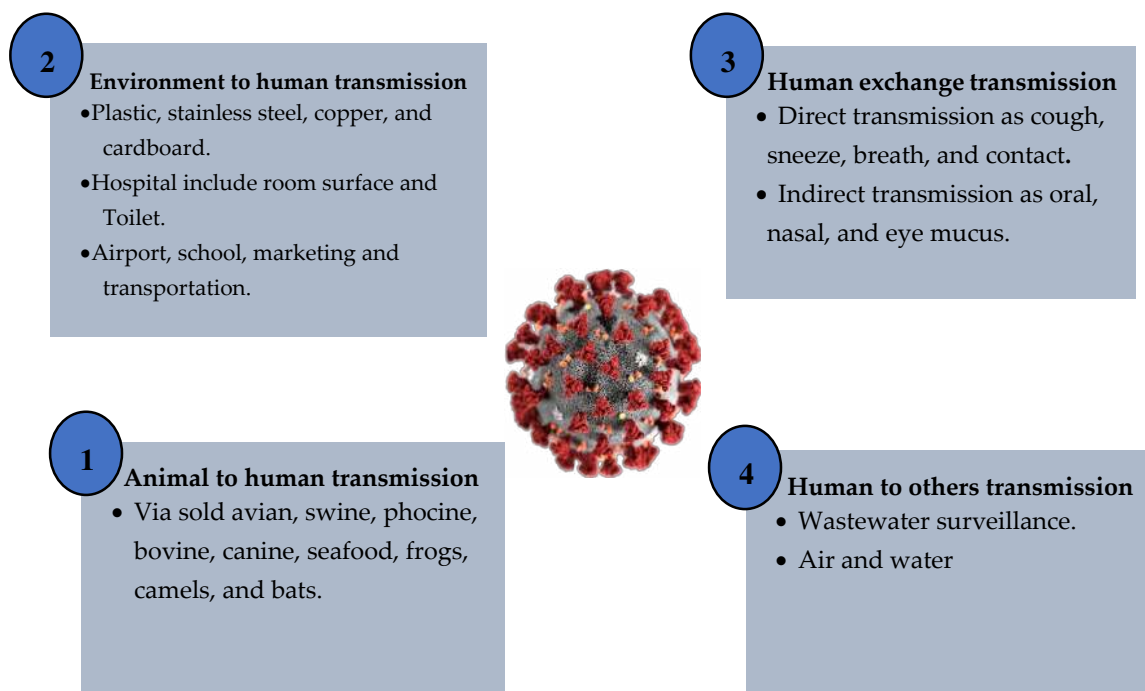 2
Environment to human transmission
•Plastic, stainless steel, copper, and
cardboard.
•Hospital include room surface and
Toilet.
•Airport, school, marketing and
transportation.
3
Human exchange transmission
• Direct transmission as cough,
sneeze, breath, and contact.
• Indirect transmission as oral,
nasal, and eye mucus.
1
Animal to human transmission
• Via sold avian, swine, phocine,
bovine, canine, seafood, frogs,
camels, and bats.
4
Human to others transmission
• Wastewater surveillance.
• Air and water